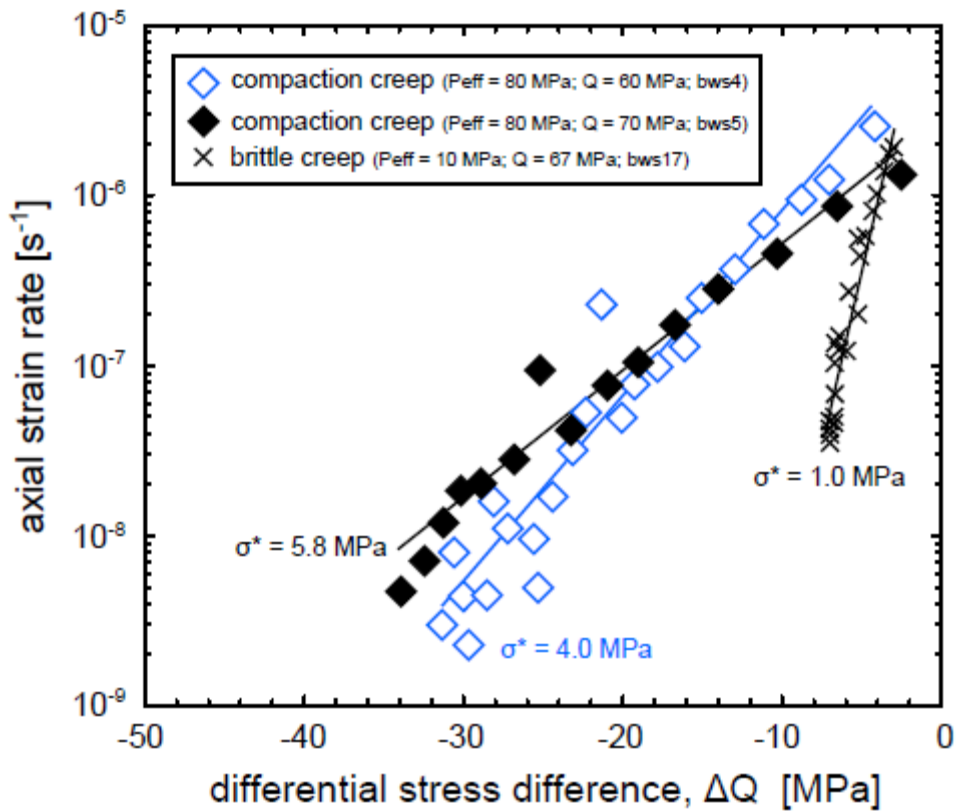 10⁻⁵
compaction creep (Peff = 80 MPa; Q = 60 MPa; bws4)
compaction creep (Peff = 80 MPa; Q = 70 MPa; bws5)
brittle creep (Peff = 10 MPa; Q = 67 MPa; bws17)
10⁻⁶
axial strain rate [s⁻¹]
10⁻⁷
σ* = 1.0 MPa
10⁻⁸
σ* = 5.8 MPa
σ* = 4.0 MPa
10⁻⁹
-50 -40 -30 -20 -10 0
differential stress difference, ΔQ [MPa]